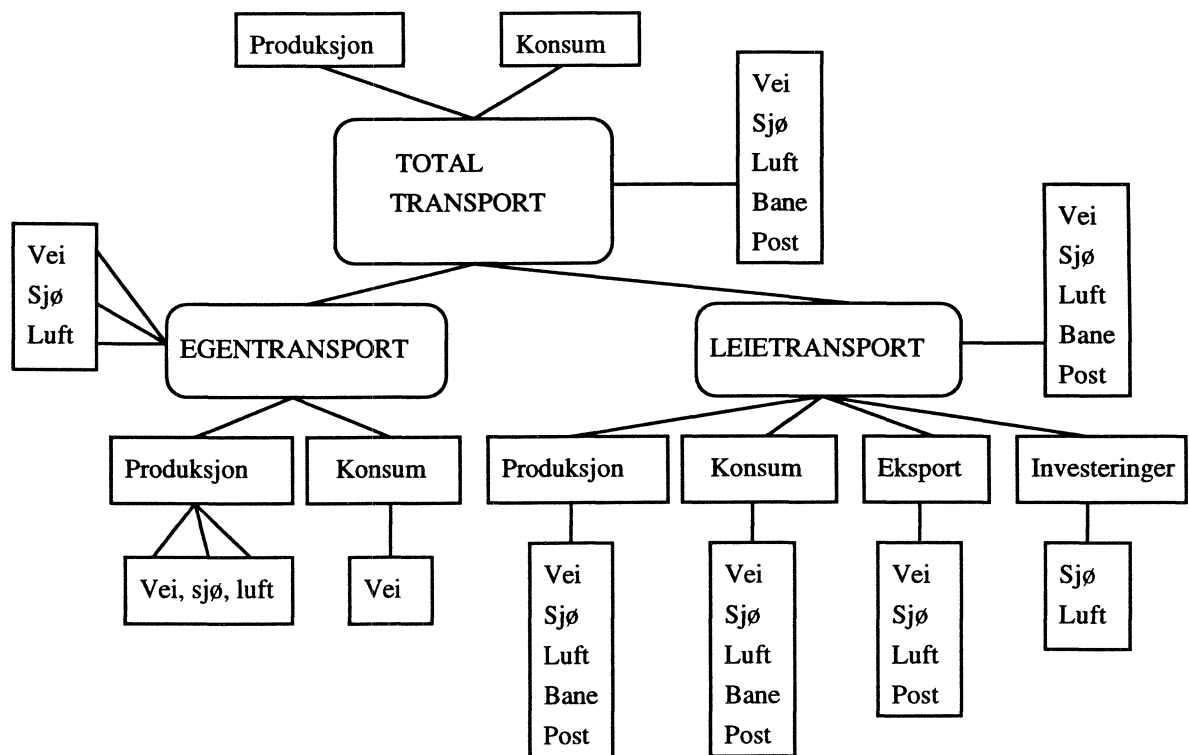 Produksjon
Konsum
Vei
Sjø
Luft
Bane
Post
TOTAL
TRANSPORT
Vei
Sjø
Luft
Vei
Sjø
Luft
Bane
Post
EGENTRANSPORT
LEIETRANSPORT
Produksjon
Konsum
Produksjon
Konsum
Eksport
Investeringer
Vei, sjø, luft
Vei
Vei
Sjø
Luft
Bane
Post
Vei
Sjø
Luft
Bane
Post
Vei
Sjø
Luft
Post
Sjø
Luft